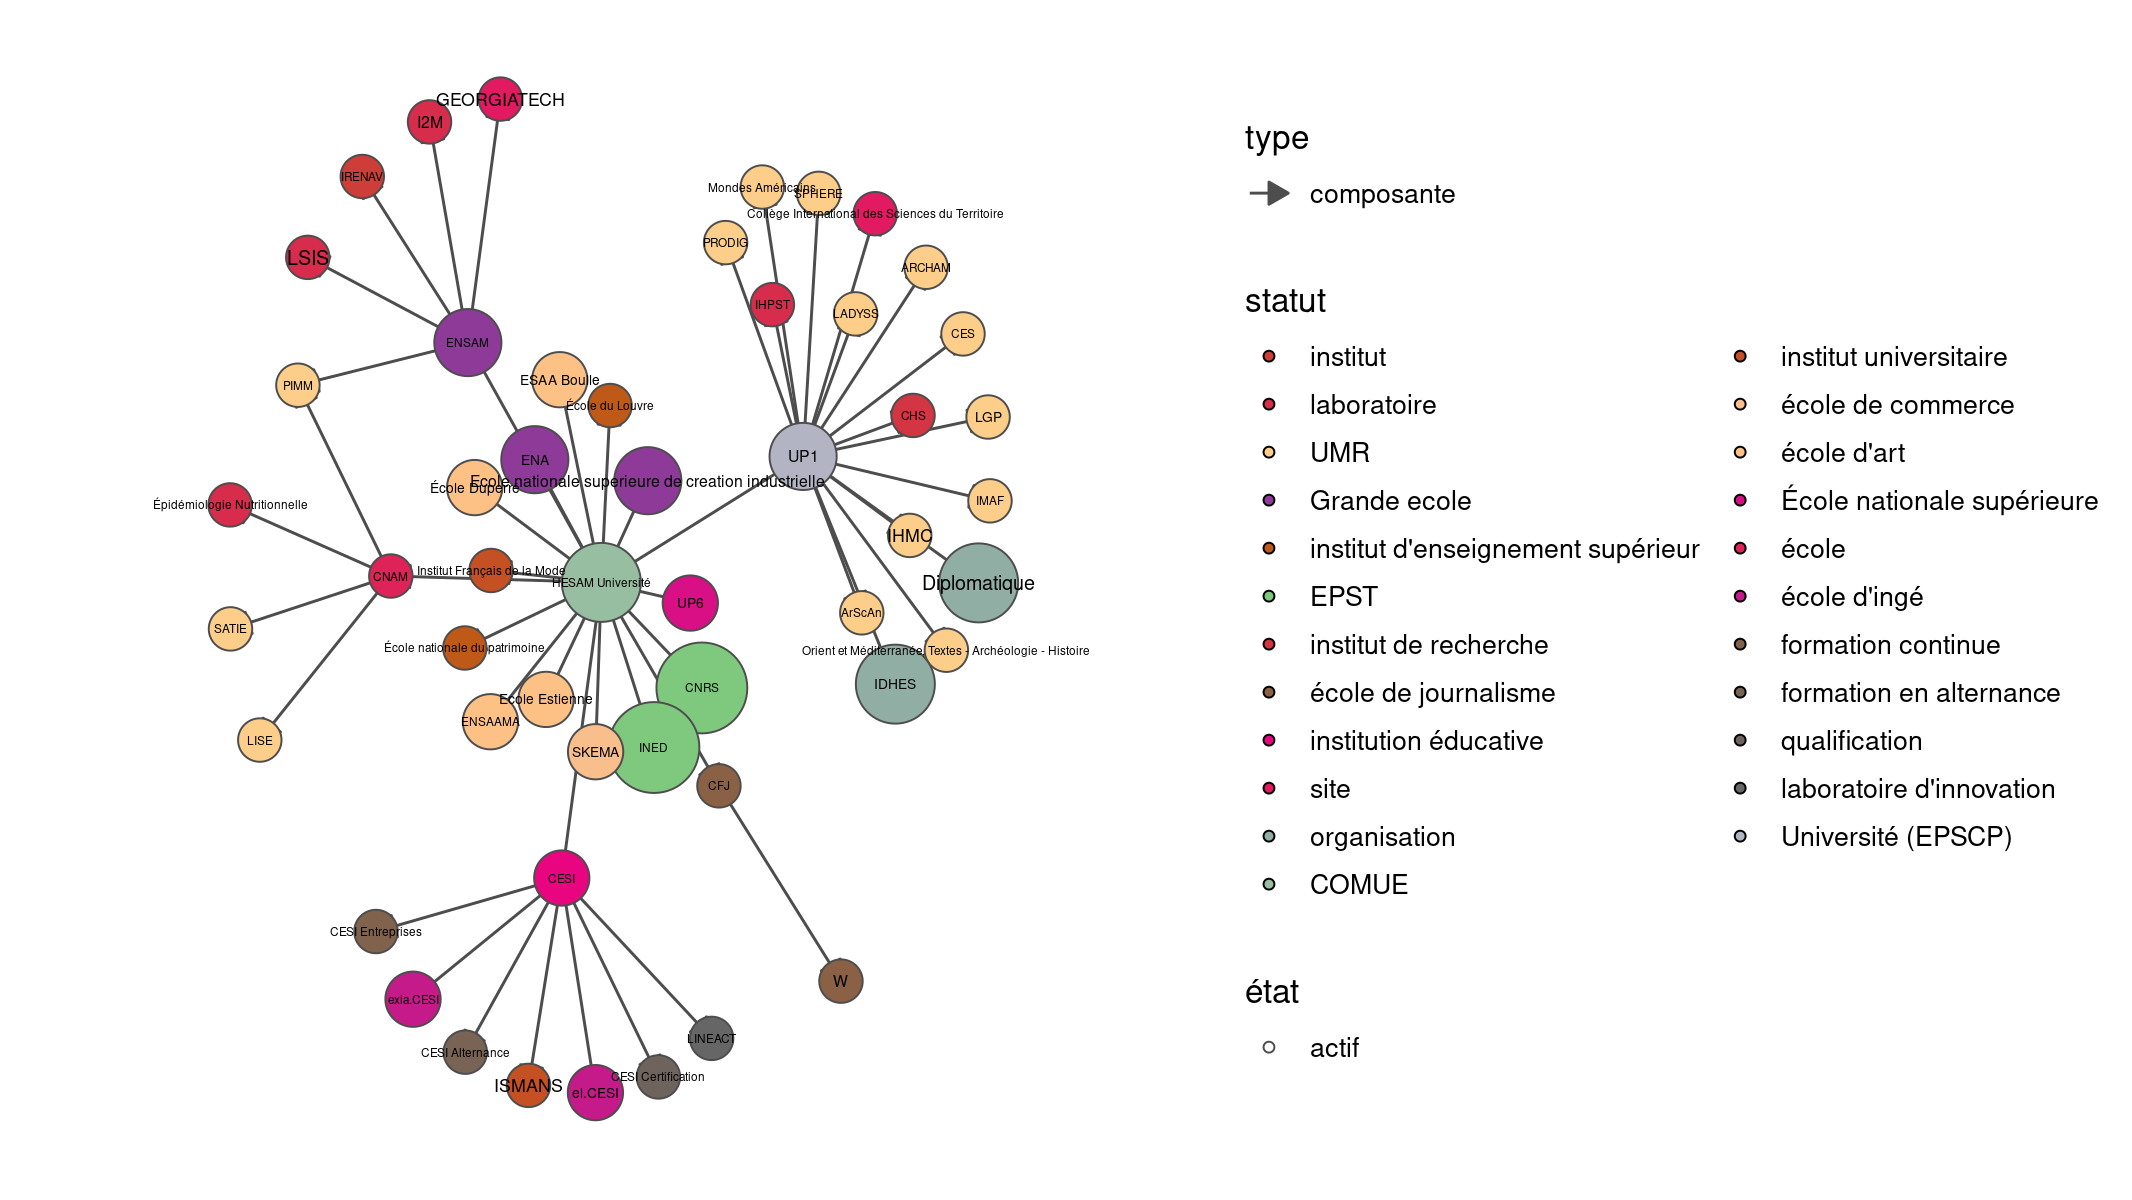 GEORGIATECH
I2M
IRENAV
LSIS
ENSAM
PIMM
Mondes Américains
SPHERE
Collège International des Sciences du Territoire
PRODIG
ARCHAM
IHPST
LADYSS
CES
CHS
LGP
UP1
IMAF
IHMC
Diplomatique
ArScAn
Orient et Méditerranée, Textes - Archéologie - Histoire
IDHES
ESAA Boulle
École du Louvre
ENA
Ecole nationale superieure de creation industrielle
École Duperré
Épidémiologie Nutritionnelle
CNAM
Institut Français de la Mode
HESAM Université
UP6
SATIE
École nationale du patrimoine
LISE
CNRS
École Estienne
ENSAAMA
SKEMA
INED
CFJ
W
CESI
CESI Entreprises
exia.CESI
CESI Alternance
ISMANS
ei.CESI
CESI Certification
LINEACT
type
composante
statut
institut
laboratoire
UMR
Grande ecole
institut d'enseignement supérieur
EPST
institut de recherche
école de journalisme
institution éducative
site
organisation
COMUE
institut universitaire
école de commerce
école d'art
École nationale supérieure
école
école d'ingé
formation continue
formation en alternance
qualification
laboratoire d'innovation
Université (EPSCP)
état
actif